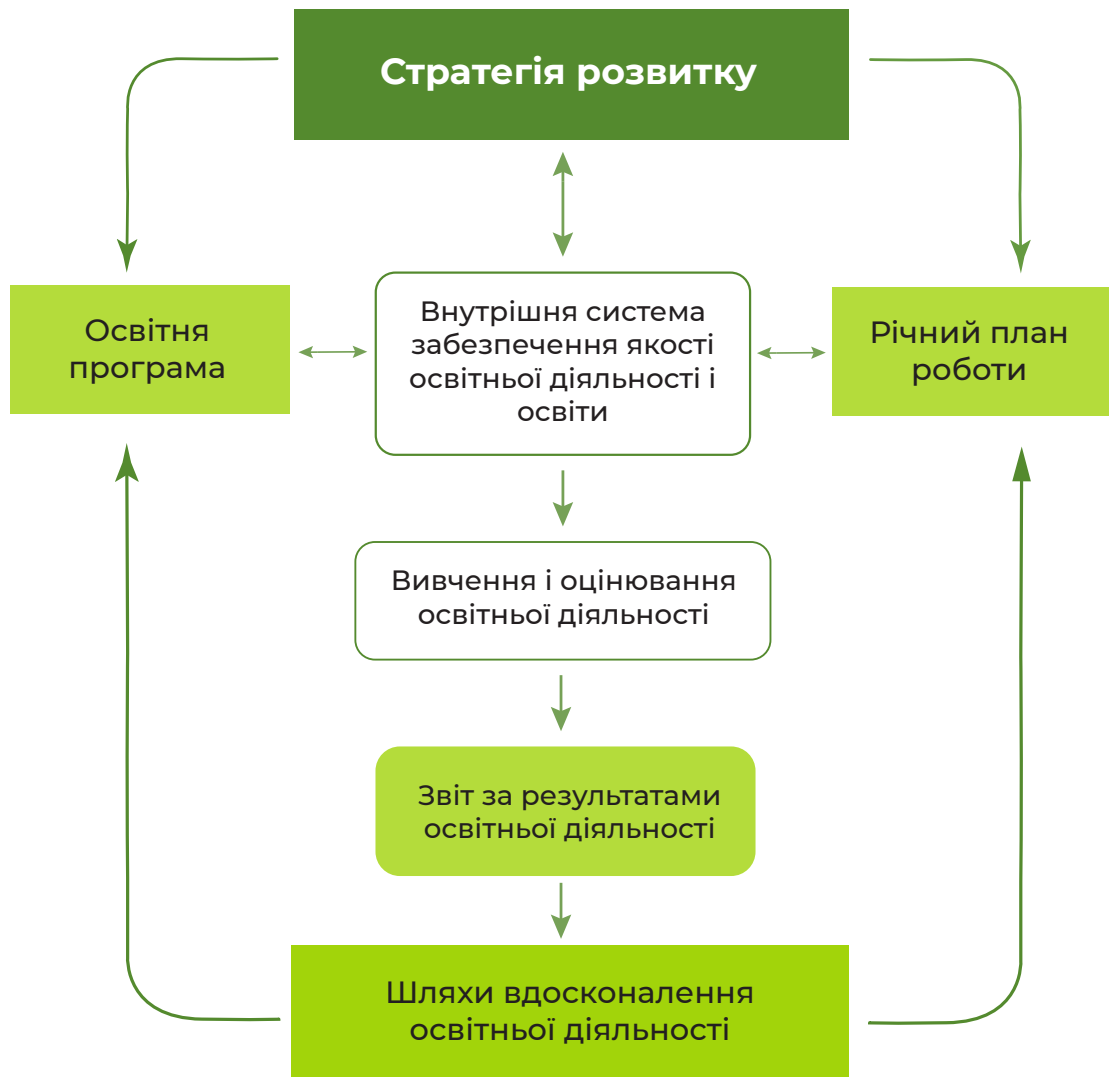 Стратегія розвитку
Освітня
програма
Внутрішня система
забезпечення якості
освітньої діяльності і
освіти
Річний план
роботи
Вивчення і оцінювання
освітньої діяльності
Звіт за результатами
освітньої діяльності
Шляхи вдосконалення
освітньої діяльності